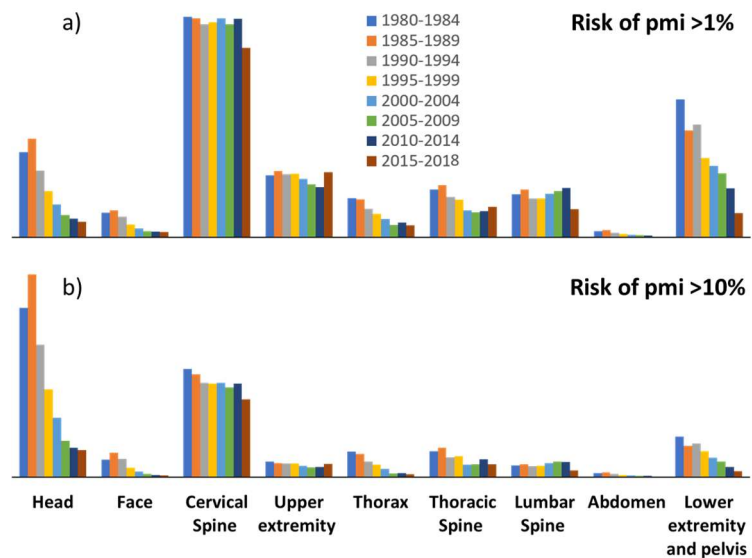 a)
1980-1984
1985-1989
1990-1994
1995-1999
2000-2004
2005-2009
2010-2014
2015-2018
Risk of pmi >1%
b)
Risk of pmi >10%
Head
Face
Cervical
Spine
Upper
extremity
Thorax
Thoracic
Spine
Lumbar
Spine
Abdomen
Lower
extremity
and pelvis